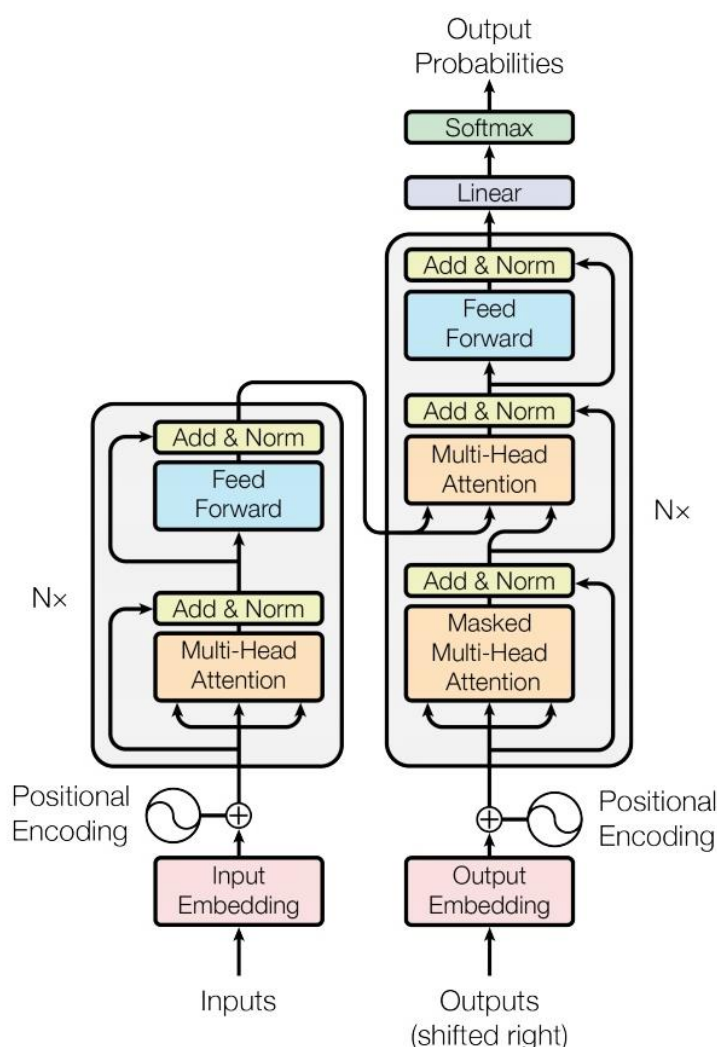 Output
Probabilities
Softmax
Linear
Add & Norm
Feed
Forward
Add & Norm
Multi-Head
Attention
Add & Norm
Masked
Multi-Head
Attention
Nx
Positional
Encoding
Output
Embedding
Outputs
(shifted right)
Add & Norm
Feed
Forward
Add & Norm
Multi-Head
Attention
Nx
Positional
Encoding
Input
Embedding
Inputs